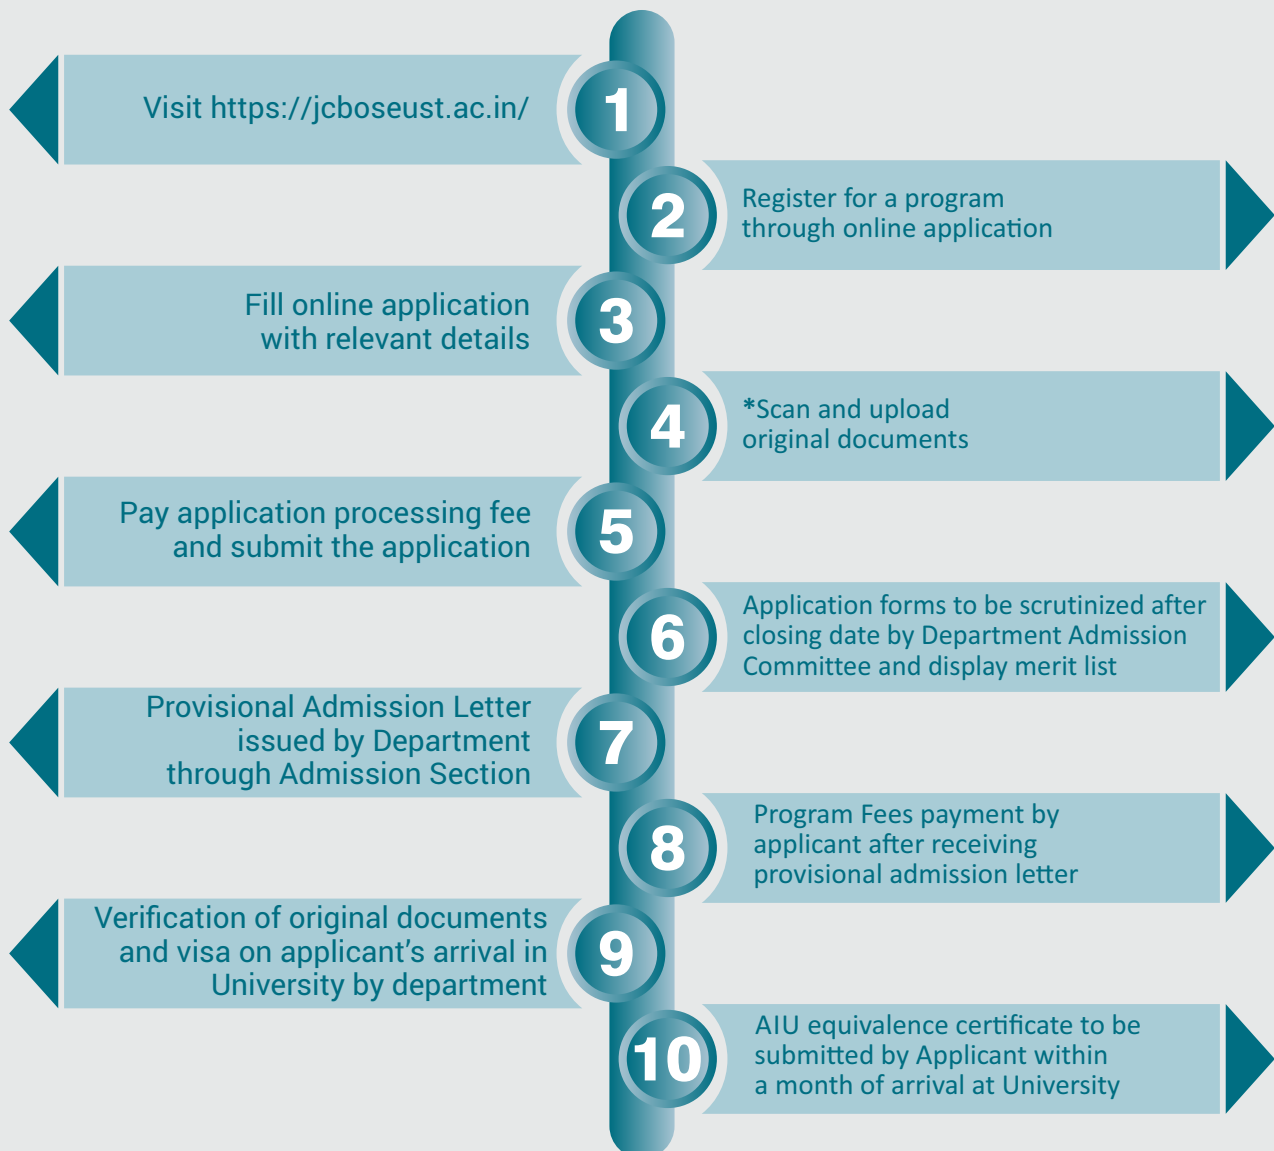 1
Visit https://jcboseust.ac.in/
2
Register for a program
through online application
3
Fill online application
with relevant details
4
*Scan and upload
original documents
5
Pay application processing fee
and submit the application
6
Application forms to be scrutinized after
closing date by Department Admission
Committee and display merit list
7
Provisional Admission Letter
issued by Department
through Admission Section
8
Program Fees payment by
applicant after receiving
provisional admission letter
9
Verification of original documents
and visa on applicant’s arrival in
University by department
10
AIU equivalence certificate to be
submitted by Applicant within
a month of arrival at University